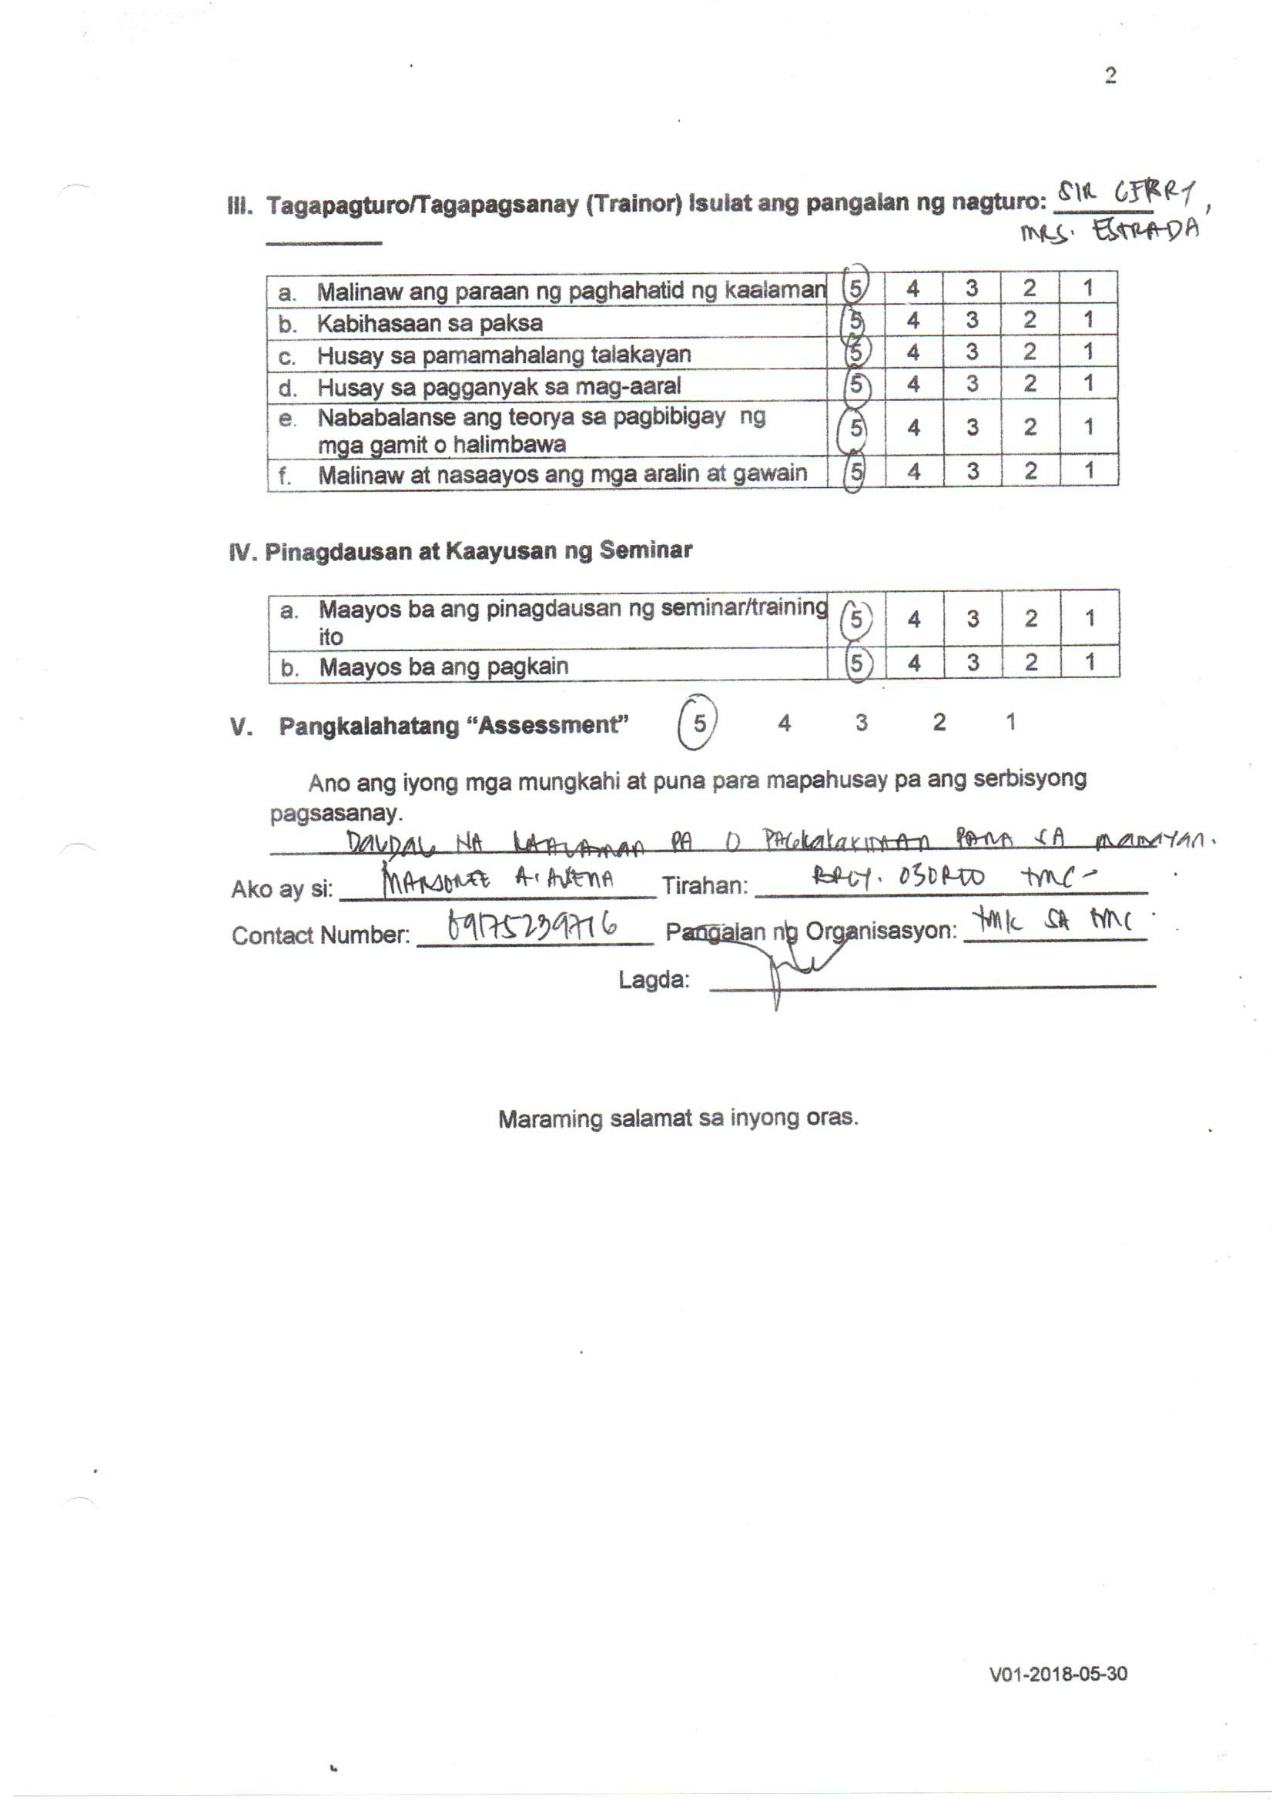 2
III. Tagapagturo/Tagapagsanay (Trainor) Isulat ang pangalan ng nagturo: SIR GERRY,
MRS. ESTRADA
a. Malinaw ang paraan ng paghahatid ng kaalaman 5 4 3 2 1
b. Kabihasaan sa paksa 5 4 3 2 1
c. Husay sa pamamahalang talakayan 5 4 3 2 1
d. Husay sa pagganyak sa mag-aaral 5 4 3 2 1
e. Nababalanse ang teorya sa pagbibigay ng
mga gamit o halimbawa 5 4 3 2 1
f. Malinaw at nasaayos ang mga aralin at gawain 5 4 3 2 1
IV. Pinagdausan at Kaayusan ng Seminar
a. Maayos ba ang pinagdausan ng seminar/training
ito 5 4 3 2 1
b. Maayos ba ang pagkain 5 4 3 2 1
V. Pangkalahatang “Assessment” 5 4 3 2 1
Ano ang iyong mga mungkahi at puna para mapahusay pa ang serbisyong
pagsasanay.
NA KAALAMAN PA O PAGKAKAKITAAN PARA SA MAMAYAN.
Ako ay si: A. AVENA Tirahan: BRGY. OSORIO TMC
Contact Number: 09175239716 Pangalan ng Organisasyon: TMK SA TMC
Lagda:
Maraming salamat sa inyong oras.
V01-2018-05-30